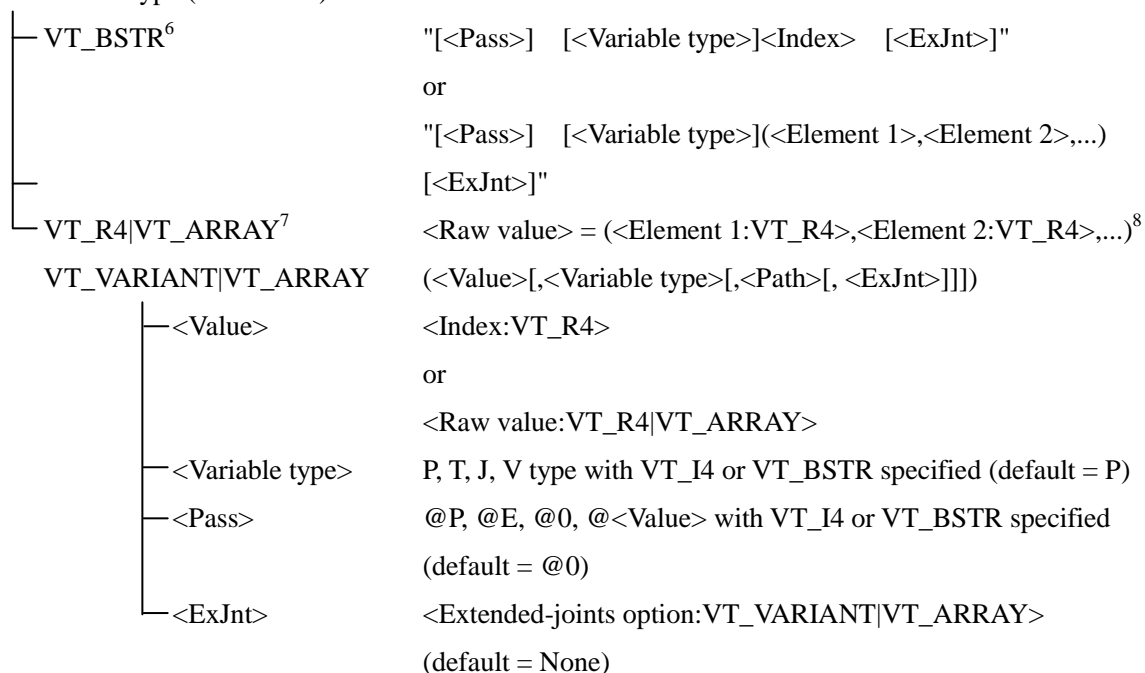 VT_BSTR6 "[<Pass>] [<Variable type>]<Index> [<ExJnt>]"
or
"[<Pass>] [<Variable type>](<Element 1>,<Element 2>,...)
[<ExJnt>]"
VT_R4|VT_ARRAY7 <Raw value> = (<Element 1:VT_R4>,<Element 2:VT_R4>,...)8
VT_VARIANT|VT_ARRAY (<Value>[,<Variable type>[,<Path>[, <ExJnt>]]])
<Value> <Index:VT_R4>
or
<Raw value:VT_R4|VT_ARRAY>
<Variable type> P, T, J, V type with VT_I4 or VT_BSTR specified (default = P)
<Pass> @P, @E, @0, @<Value> with VT_I4 or VT_BSTR specified
(default = @0)
<ExJnt> <Extended-joints option:VT_VARIANT|VT_ARRAY>
(default = None)